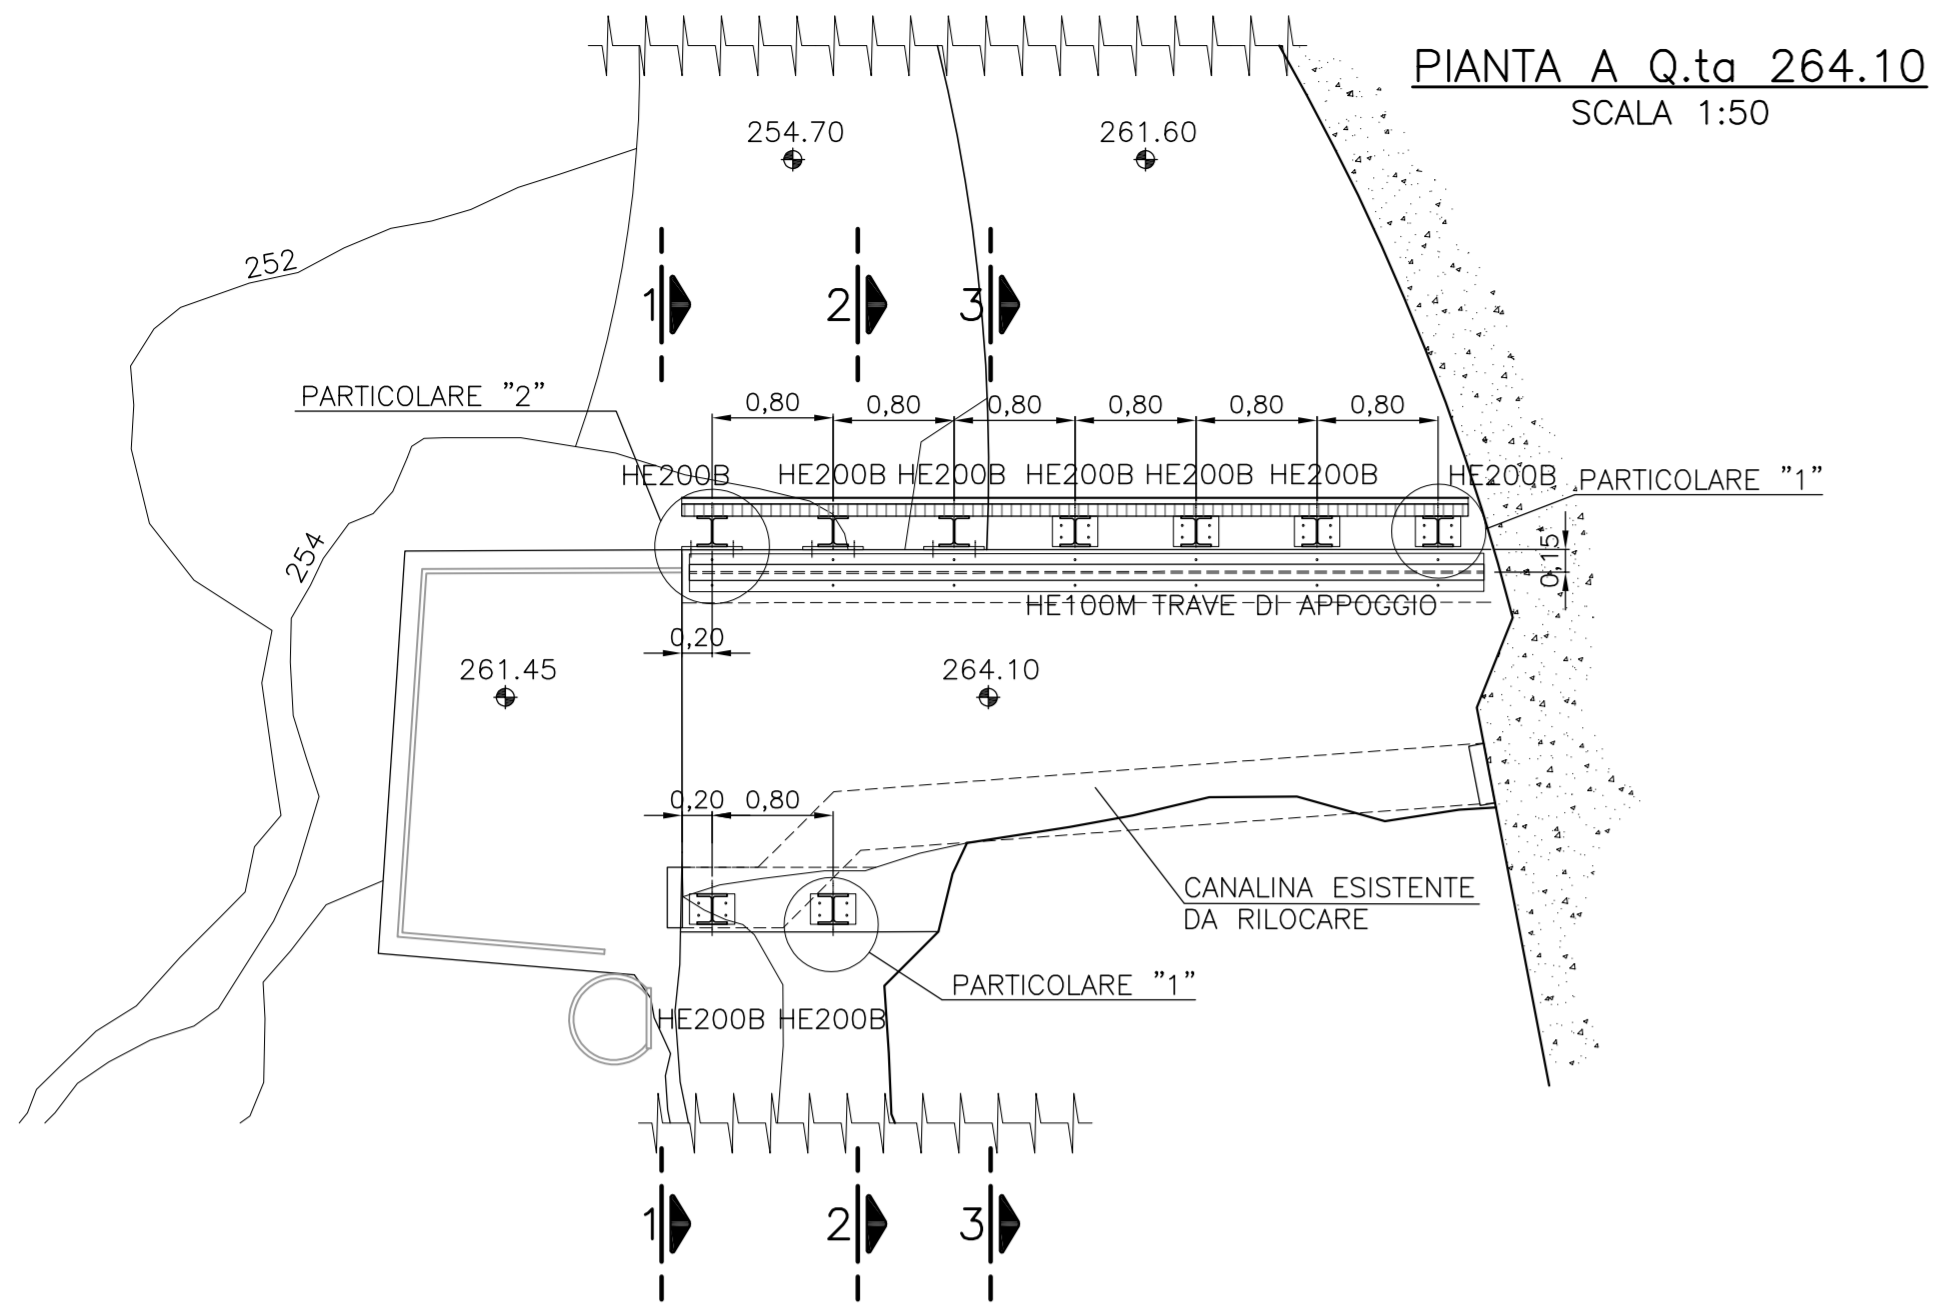 PIANTA A Q.ta 264.10
SCALA 1:50
254.70
261.60
252
1
2
3
PARTICOLARE "2"
0,80
0,80
0,80
0,80
0,80
0,80
HE200B
HE200B
HE200B
HE200B
HE200B
HE200B
HE200B
PARTICOLARE "1"
254
0,15
HE100M TRAVE DI APPOGGIO
0,20
261.45
264.10
0,20
0,80
CANALINA ESISTENTE
DA RILOCARE
PARTICOLARE "1"
HE200B
HE200B
1
2
3